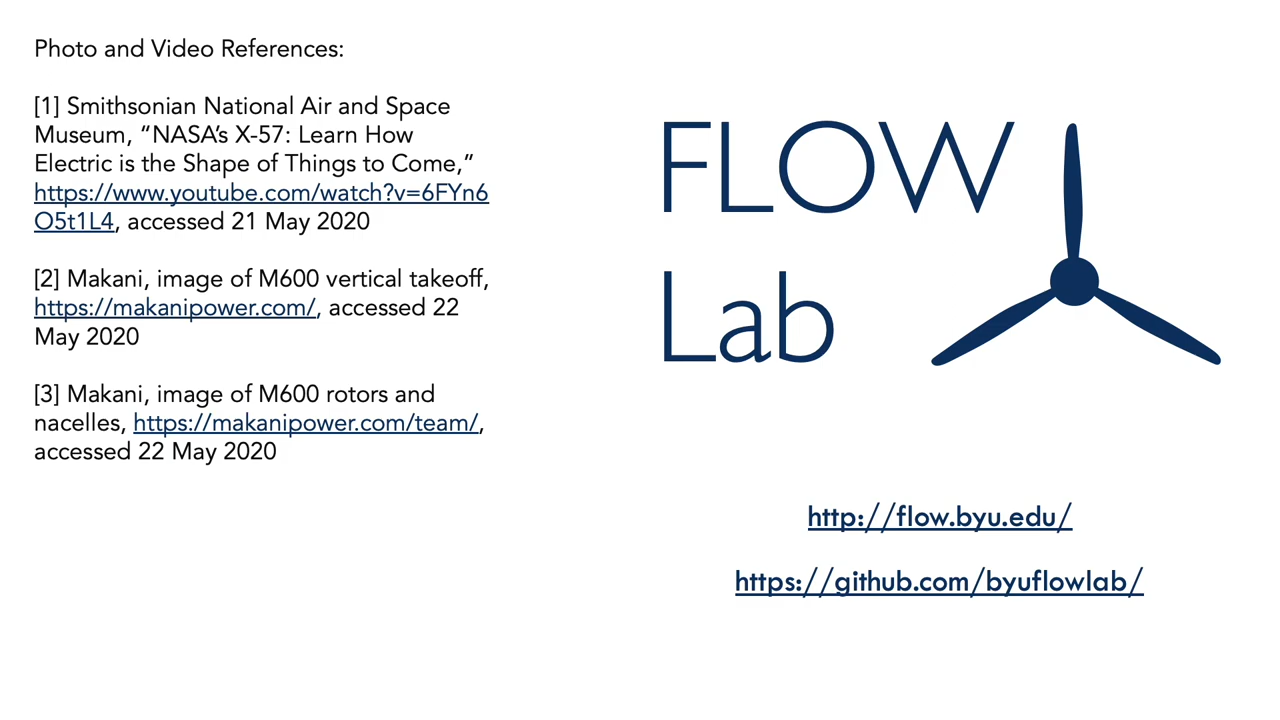 Photo and Video References:
[1] Smithsonian National Air and Space
Museum, “NASA’s X-57: Learn How
Electric is the Shape of Things to Come,”
https://www.youtube.com/watch?v=6FYn6
O5t1L4, accessed 21 May 2020
[2] Makani, image of M600 vertical takeoff,
https://makanipower.com/, accessed 22
May 2020
[3] Makani, image of M600 rotors and
nacelles, https://makanipower.com/team/,
accessed 22 May 2020
FLOW
Lab
http://flow.byu.edu/
https://github.com/byuflowlab/